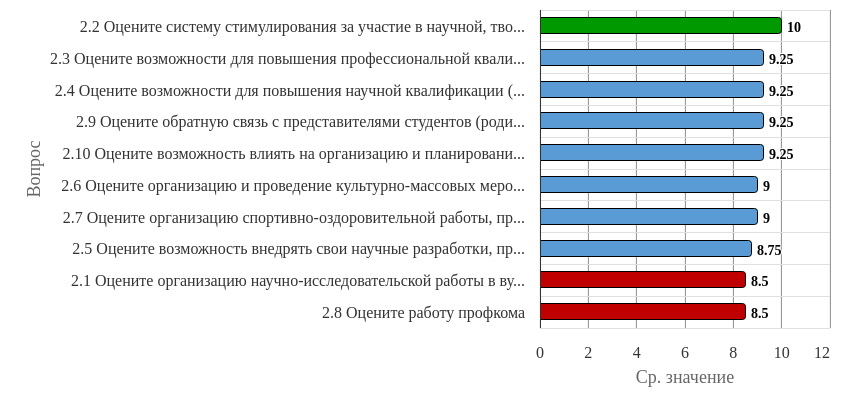 2.2 Оцените систему стимулирования за участие в научной, тво... 10
2.3 Оцените возможности для повышения профессиональной квали... 9.25
2.4 Оцените возможности для повышения научной квалификации (... 9.25
2.9 Оцените обратную связь с представителями студентов (роди... 9.25
2.10 Оцените возможность влиять на организацию и планировани... 9.25
2.6 Оцените организацию и проведение культурно-массовых меро... 9
2.7 Оцените организацию спортивно-оздоровительной работы, пр... 9
2.5 Оцените возможность внедрять свои научные разработки, пр... 8.75
2.1 Оцените организацию научно-исследовательской работы в ву... 8.5
2.8 Оцените работу профкома 8.5
Вопрос
0 2 4 6 8 10 12
Ср. значение